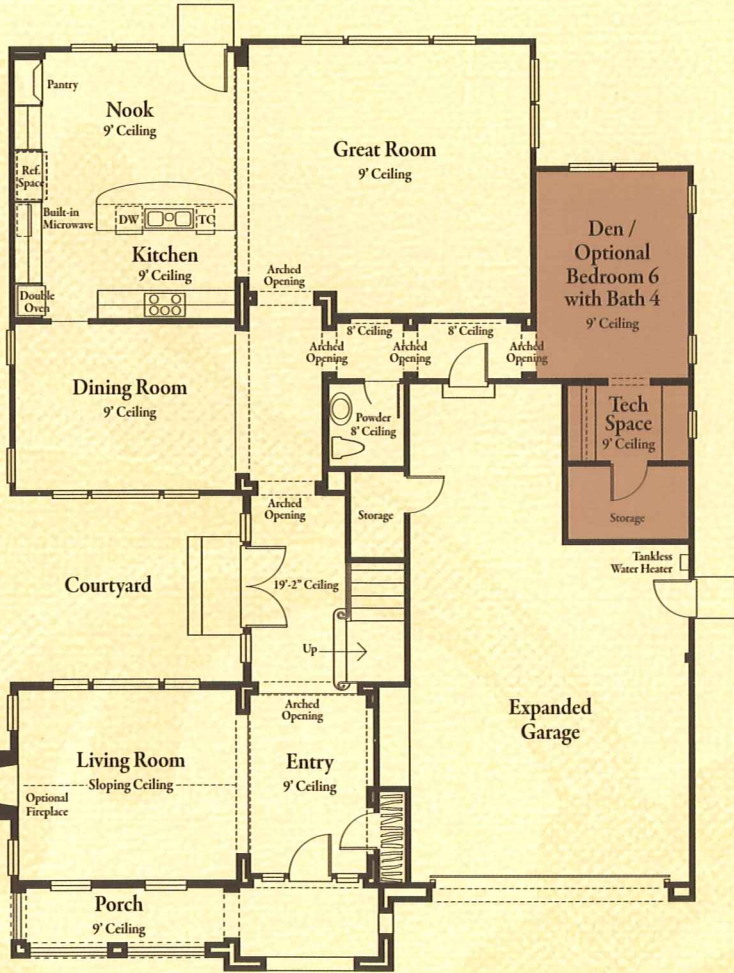 Pantry
Nook
9' Ceiling
Great Room
9' Ceiling
Ref.
Space
Built-in
Microwave
DW
TC
Kitchen
9' Ceiling
Double
Oven
Den /
Optional
Bedroom 6
with Bath 4
9' Ceiling
Arched
Opening
8' Ceiling
8' Ceiling
Arched
Opening
Arched
Opening
Arched
Opening
Dining Room
9' Ceiling
Powder
8' Ceiling
Tech
Space
9' Ceiling
Arched
Opening
Storage
Storage
Tankless
Water Heater
Courtyard
19'-2" Ceiling
Up
Arched
Opening
Expanded
Garage
Living Room
Sloping Ceiling
Optional
Fireplace
Entry
9' Ceiling
Porch
9' Ceiling